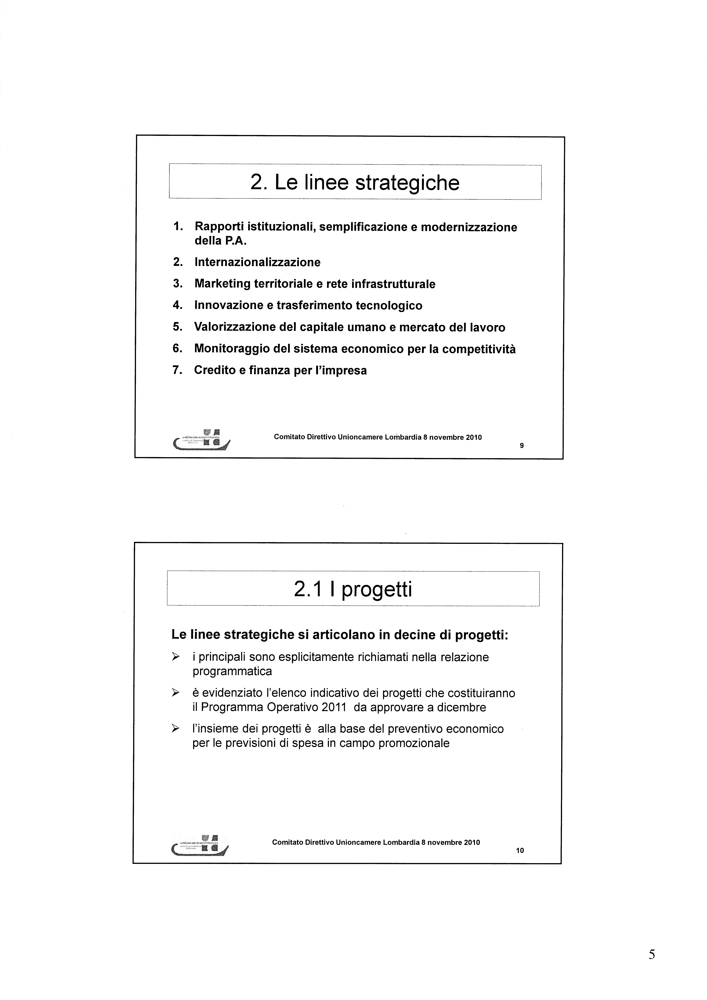 2. Le linee strategiche
1. Rapporti istituzionali, semplificazione e modernizzazione
della P.A.
2. Internazionalizzazione
3. Marketing territoriale e rete infrastrutturale
4. Innovazione e trasferimento tecnologico
5. Valorizzazione del capitale umano e mercato del lavoro
6. Monitoraggio del sistema economico per la competitività
7. Credito e finanza per l'impresa
Comitato Direttivo Unioncamere Lombardia 8 novembre 2010
9
2.1 I progetti
Le linee strategiche si articolano in decine di progetti:
➢ i principali sono esplicitamente richiamati nella relazione
programmatica
➢ è evidenziato l'elenco indicativo dei progetti che costituiranno
il Programma Operativo 2011 da approvare a dicembre
➢ l'insieme dei progetti è alla base del preventivo economico
per le previsioni di spesa in campo promozionale
Comitato Direttivo Unioncamere Lombardia 8 novembre 2010
10
5